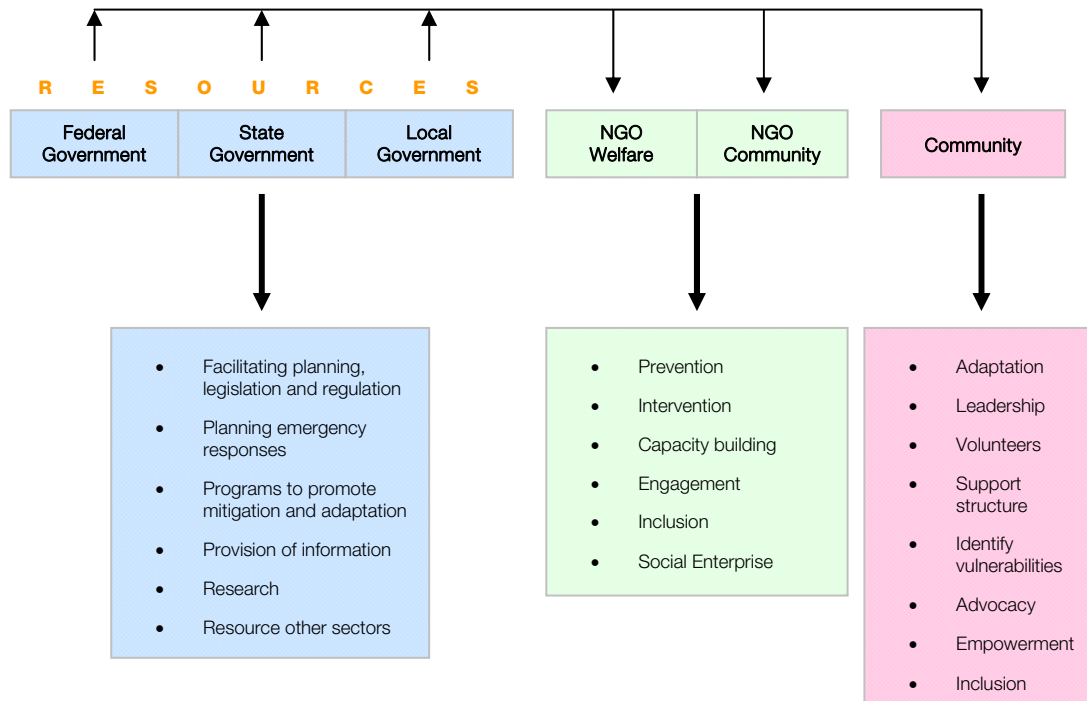 R E S O U R C E S
Federal
Government
State
Government
Local
Government
NGO
Welfare
NGO
Community
Community
• Facilitating planning,
legislation and regulation
• Planning emergency
responses
• Programs to promote
mitigation and adaptation
• Provision of information
• Research
• Resource other sectors
• Prevention
• Intervention
• Capacity building
• Engagement
• Inclusion
• Social Enterprise
• Adaptation
• Leadership
• Volunteers
• Support
structure
• Identify
vulnerabilities
• Advocacy
• Empowerment
• Inclusion